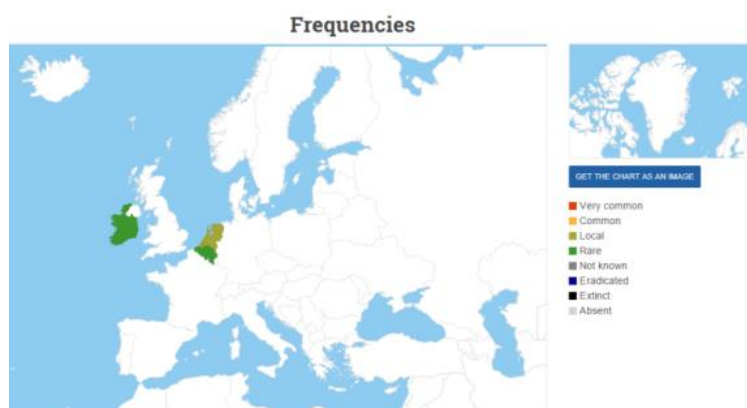 Frequencies
GET THE CHART AS AN IMAGE
Very common
Common
Local
Rare
Not known
Eradicated
Extinct
Absent